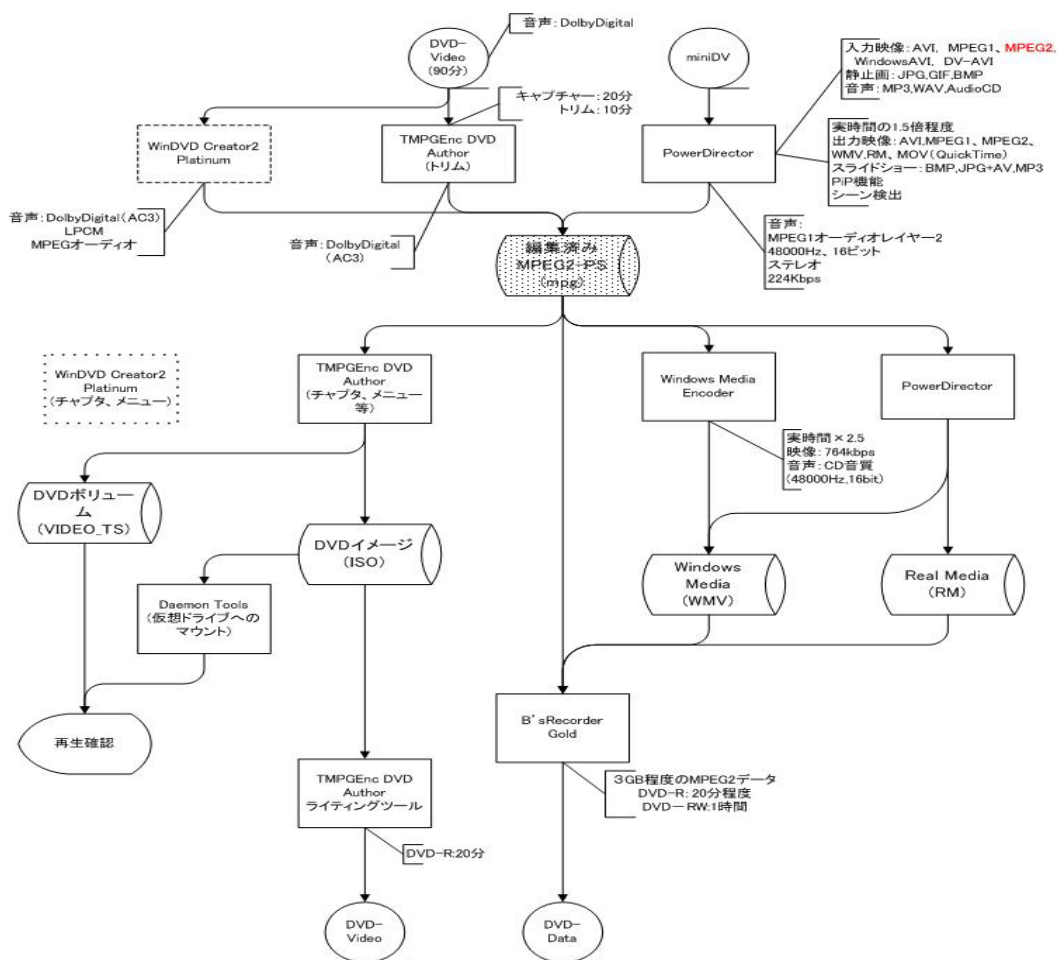 音声：DolbyDigital
DVD-
Video
(90分)
miniDV
入力映像：AVI, MPEG1、MPEG2,
WindowsAVI, DV-AVI
静止画：JPG,GIF,BMP
音声：MP3,WAV,AudioCD
キャプチャー：20分
トリム：10分
WinDVD Creator2
Platinum
TMPGEnc DVD
Author
(トリム)
PowerDirector
実時間の1.5倍程度
出力映像：AVI,MPEG1、MPEG2、
WMV,RM、MOV(QuickTime)
スライドショー：BMP,JPG+AV,MP3
PiP機能
シーン検出
音声：DolbyDigital(AC3)
LPCM
MPEGオーディオ
音声：DolbyDigital
(AC3)
編集済み
MPEG2-PS
(mpg)
音声：
MPEG1オーディオレイヤー2
48000Hz、16ビット
ステレオ
224Kbps
WinDVD Creator2
Platinum
(チャプタ、メニュー)
TMPGEnc DVD
Author
(チャプタ、メニュー
等)
Windows Media
Encoder
PowerDirector
実時間×2.5
映像：764kbps
音声：CD音質
(48000Hz,16bit)
DVDボリュー
ム
(VIDEO_TS)
DVDイメージ
(ISO)
Windows
Media
(WMV)
Real Media
(RM)
Daemon Tools
(仮想ドライブへの
マウント)
再生確認
B'sRecorder
Gold
TMPGEnc DVD
Author
ライティングツール
３GB程度のMPEG2データ
DVD-R：20分程度
DVD－RW:1時間
DVD-R:20分
DVD-
Video
DVD-
Data